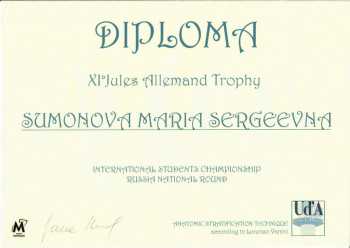 DIPLOMA
XI° Jules Allemand Trophy
SUMONOVA MARIA SERGEEVNA
INTERNATIONAL STUDENTS CHAMPIONSHIP
RUSSIA NATIONAL ROUND
Ud'A
ANATOMIC STRATIFICATION TECHNIQUE
according to Lorenzo Vanini